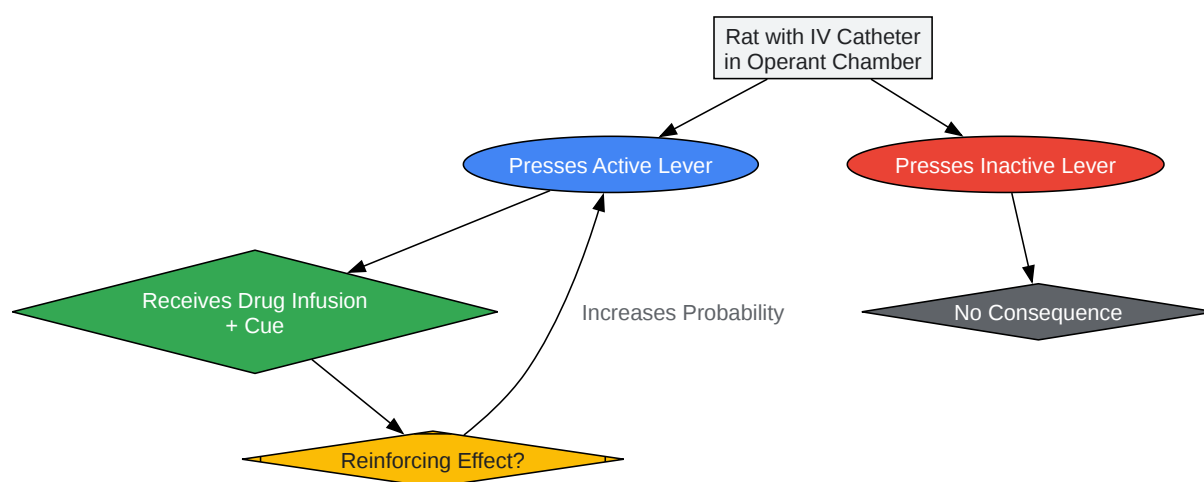 Rat with IV Catheter
in Operant Chamber
Presses Active Lever
Presses Inactive Lever
Receives Drug Infusion
+ Cue
Increases Probability
No Consequence
Reinforcing Effect?